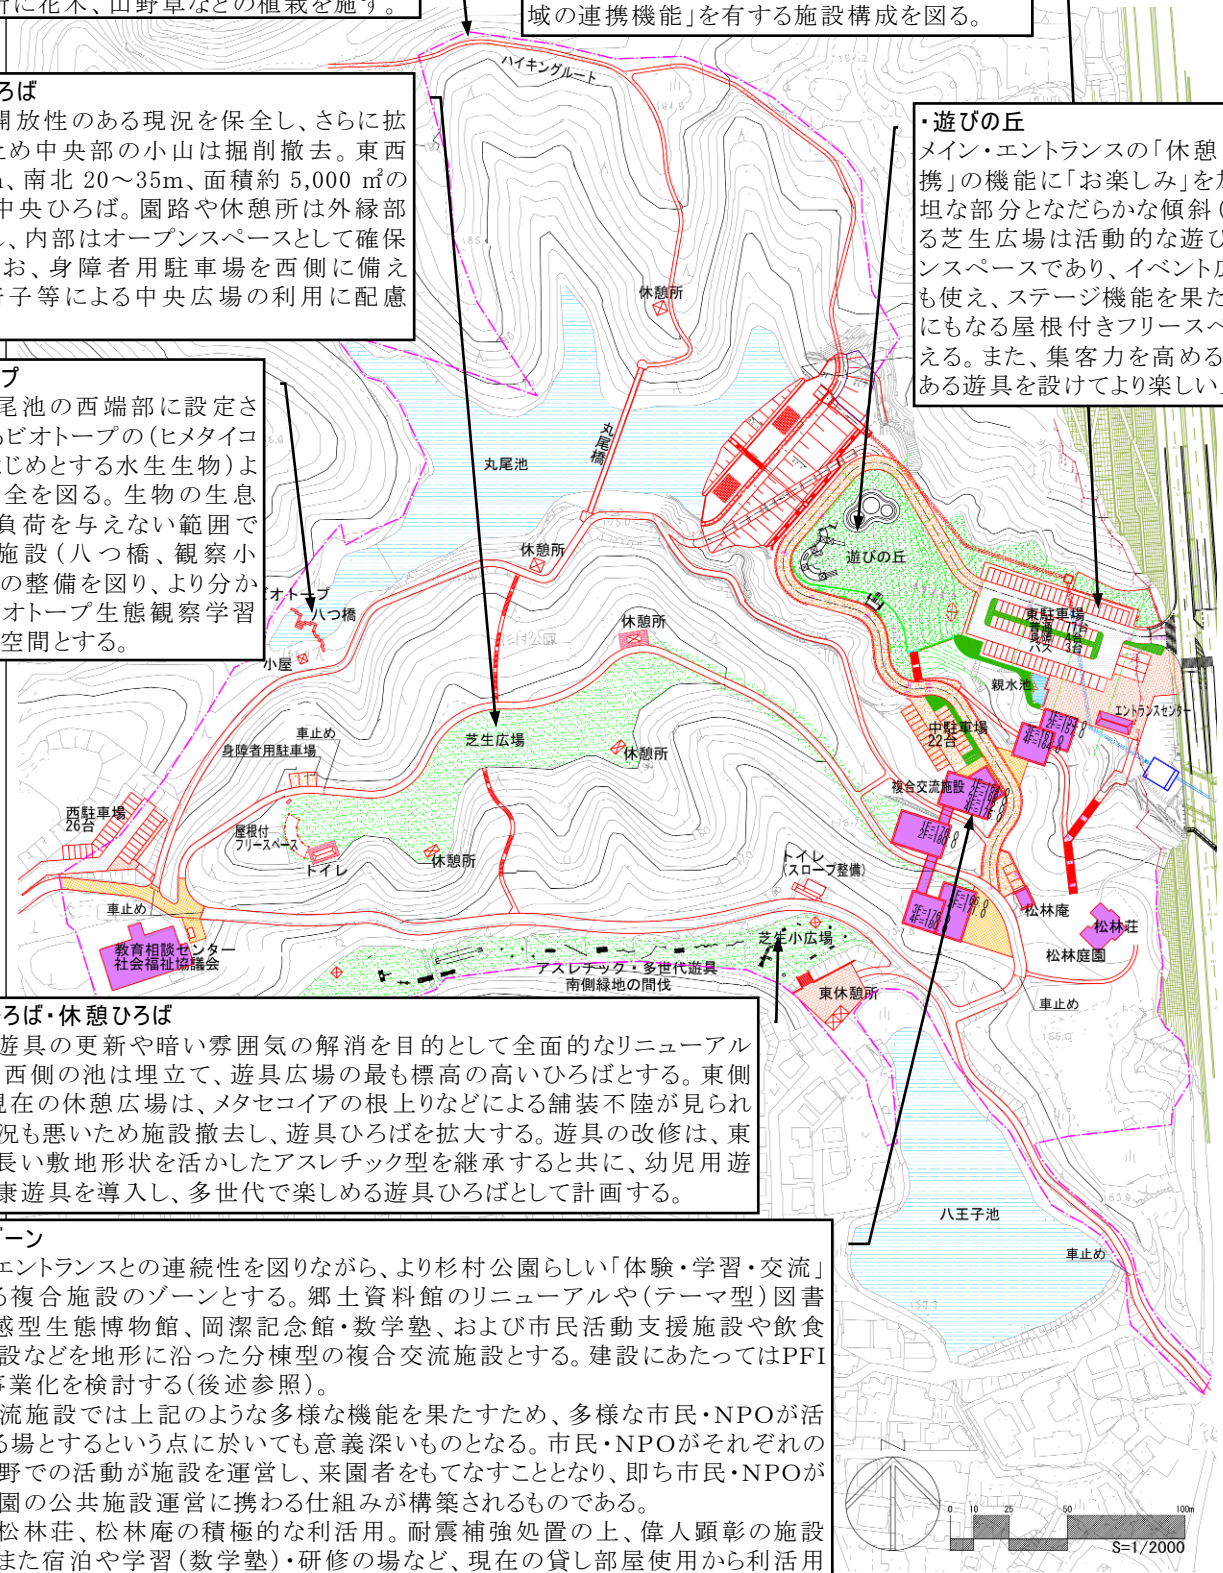 所に花木、山野草などの植栽を施す。
域の連携機能」を有する施設構成を図る。
ろば
開放性のある現況を保全し、さらに拡
ため中央部の小山は掘削撤去。東西
m、南北 20～35m、面積約 5,000 ㎡の
中央ひろば。園路や休憩所は外縁部
し、内部はオープンスペースとして確保
お、身障者用駐車場を西側に備え
椅子等による中央広場の利用に配慮
・遊びの丘
メイン・エントランスの「休憩
携」の機能に「お楽しみ」を加
坦な部分となだらかな傾斜(
る芝生広場は活動的な遊び
ンスペースであり、イベント広
も使え、ステージ機能を果た
にもなる屋根付きフリースペ
える。また、集客力を高める
ある遊具を設けてより楽しい
プ
尾池の西端部に設定さ
るビオトープの(ヒメタイコ
はじめとする水生生物)よ
全を図る。生物の生息
負荷を与えない範囲で
施設(八つ橋、観察小
の整備を図り、より分か
オトープ生態観察学習
空間とする。
ハイキングルート
休憩所
丸尾橋
丸尾池
遊びの丘
休憩所
オトープ
八つ橋
小屋
休憩所
東駐車場
身障 4台
バス 3台
親水池
エントランスセンター
車止め
身障者用駐車場
芝生広場
休憩所
中駐車場
22台
複合交流施設
西駐車場
26台
屋根付
フリースペース
トイレ
休憩所
トイレ
(スロープ整備)
車止め
教育相談センター
社会福祉協議会
アスレチック・多世代遊具
南側緑地の間伐
芝生小広場
東休憩所
松林庵
松林荘
松林庭園
車止め
ろば・休憩ひろば
遊具の更新や暗い雰囲気の解消を目的として全面的なリニューアル
西側の池は埋立て、遊具広場の最も標高の高いひろばとする。東側
現在の休憩広場は、メタセコイアの根上りなどによる舗装不陸が見られ
況も悪いため施設撤去し、遊具ひろばを拡大する。遊具の改修は、東
長い敷地形状を活かしたアスレチック型を継承すると共に、幼児用遊
康遊具を導入し、多世代で楽しめる遊具ひろばとして計画する。
八王子池
車止め
ゾーン
エントランスとの連続性を図りながら、より杉村公園らしい「体験・学習・交流」
る複合施設のゾーンとする。郷土資料館のリニューアルや(テーマ型)図書
感型生態博物館、岡潔記念館・数学塾、および市民活動支援施設や飲食
設などを地形に沿った分棟型の複合交流施設とする。建設にあたってはPFI
事業化を検討する(後述参照)。
流施設では上記のような多様な機能を果たすため、多様な市民・NPOが活
る場とするという点に於いても意義深いものとなる。市民・NPOがそれぞれの
野での活動が施設を運営し、来園者をもてなすこととなり、即ち市民・NPOが
園の公共施設運営に携わる仕組みが構築されるものである。
松林荘、松林庵の積極的な利活用。耐震補強処置の上、偉人顕彰の施設
また宿泊や学習(数学塾)・研修の場など、現在の貸し部屋使用から利活用
0 10 25 50 100m
S=1/2000